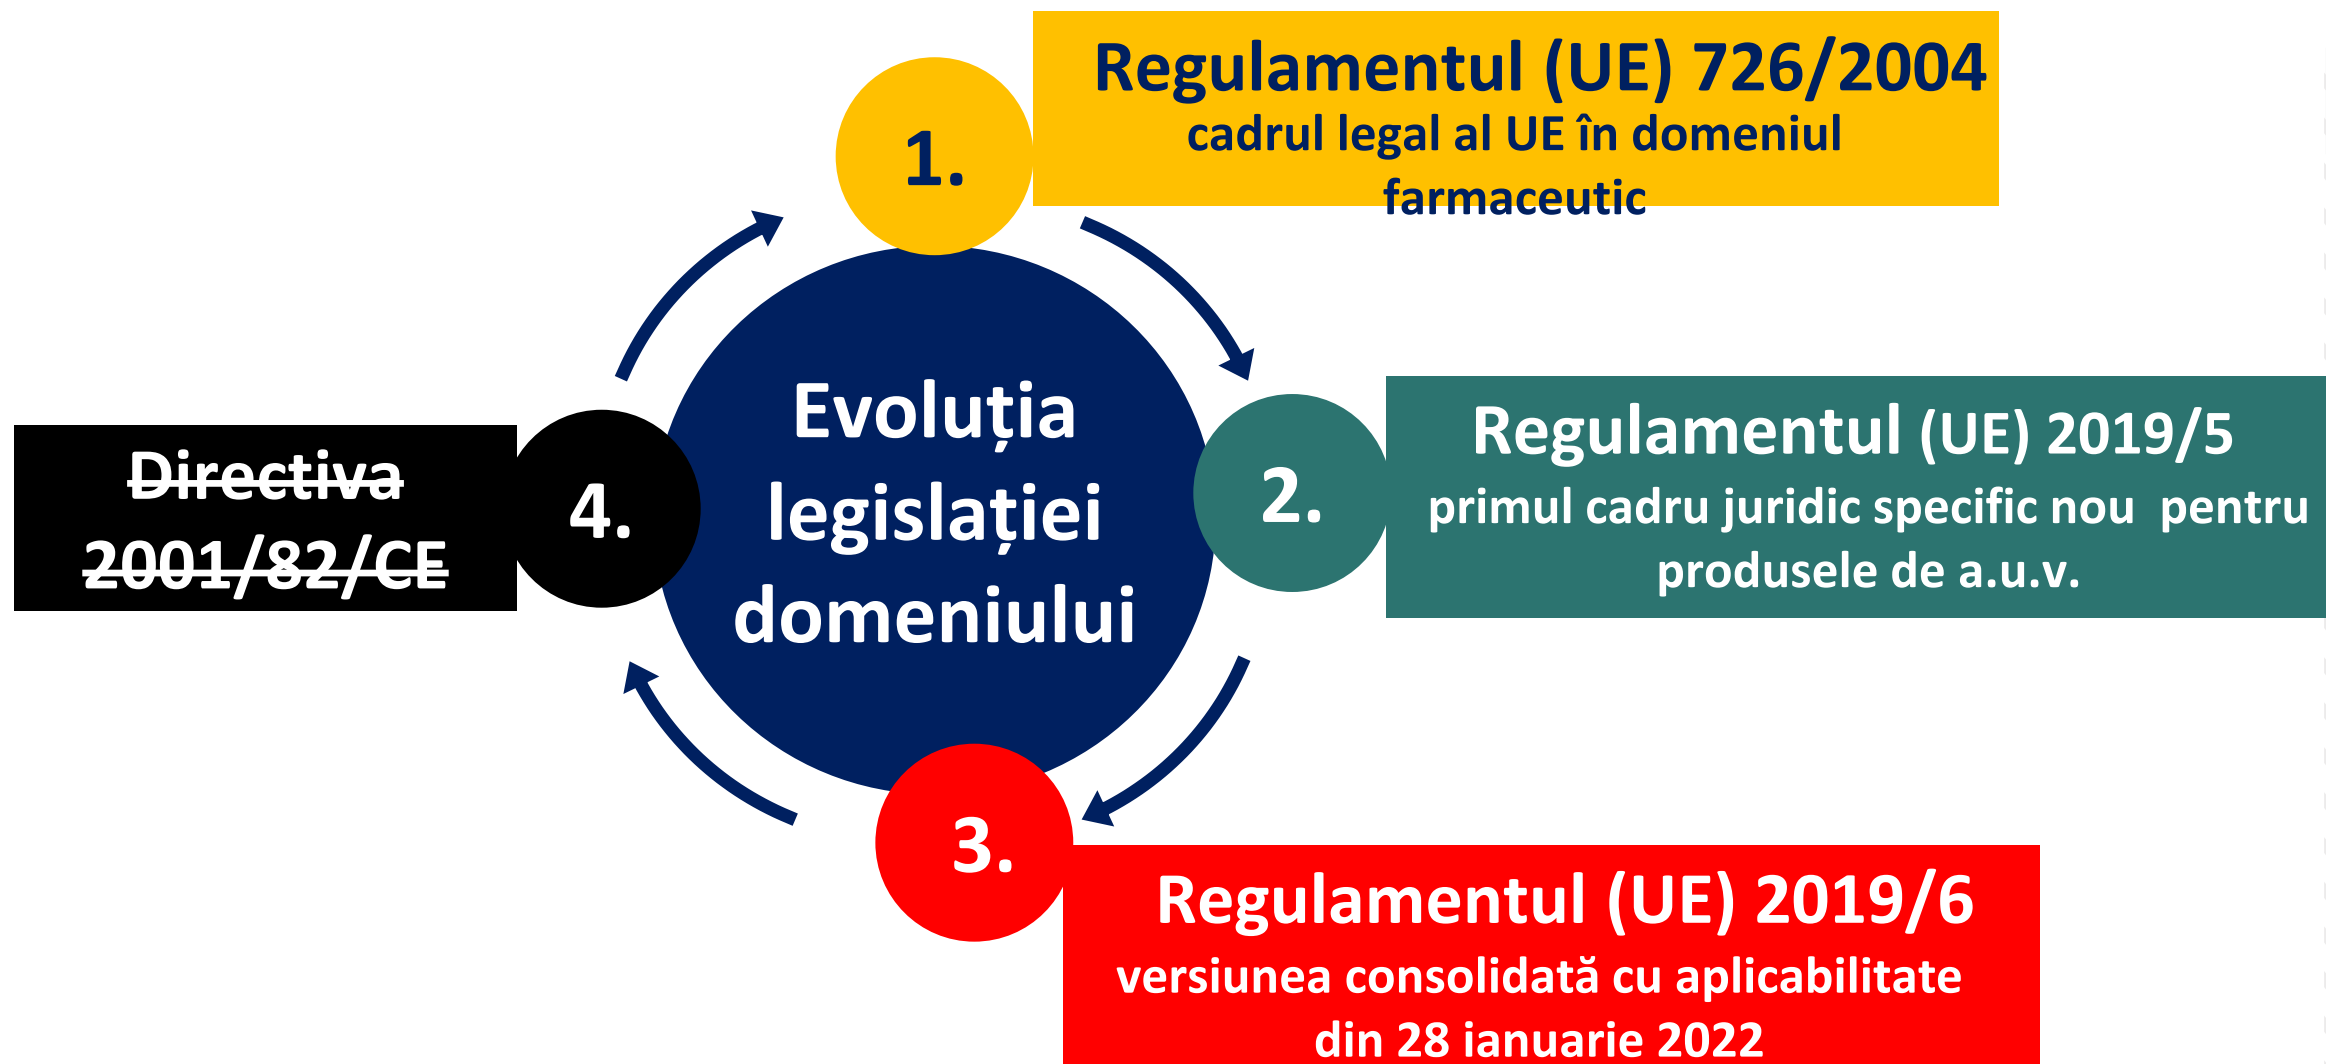 1.
Regulamentul (UE) 726/2004
cadrul legal al UE în domeniul
farmaceutic
Evoluția
legislației
domeniului
2.
Regulamentul (UE) 2019/5
primul cadru juridic specific nou  pentru
produsele de a.u.v.
3.
Regulamentul (UE) 2019/6
versiunea consolidată cu aplicabilitate
din 28 ianuarie 2022
4.
Directiva
2001/82/CE